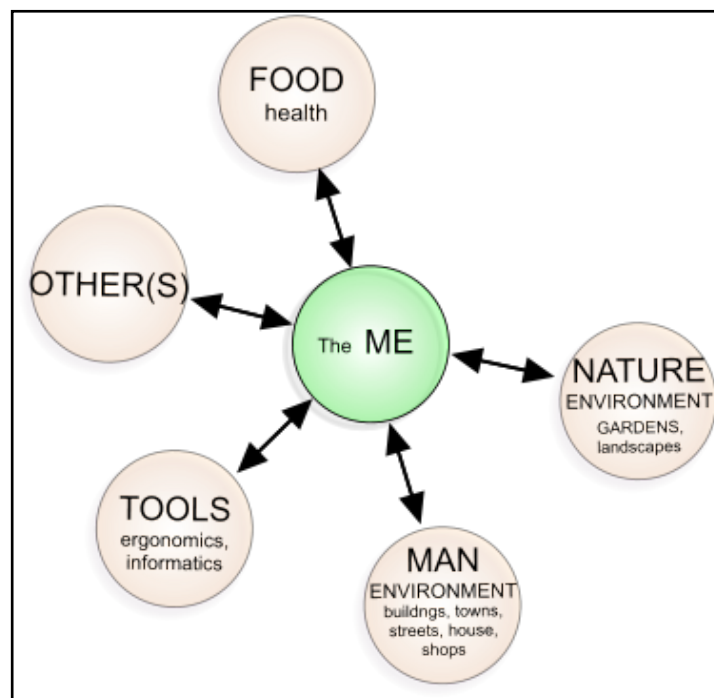 FOOD
health
OTHER(S)
The ME
NATURE
ENVIRONMENT
GARDENS,
landscapes
TOOLS
ergonomics,
informatics
MAN
ENVIRONMENT
buildngs, towns,
streets, house,
shops